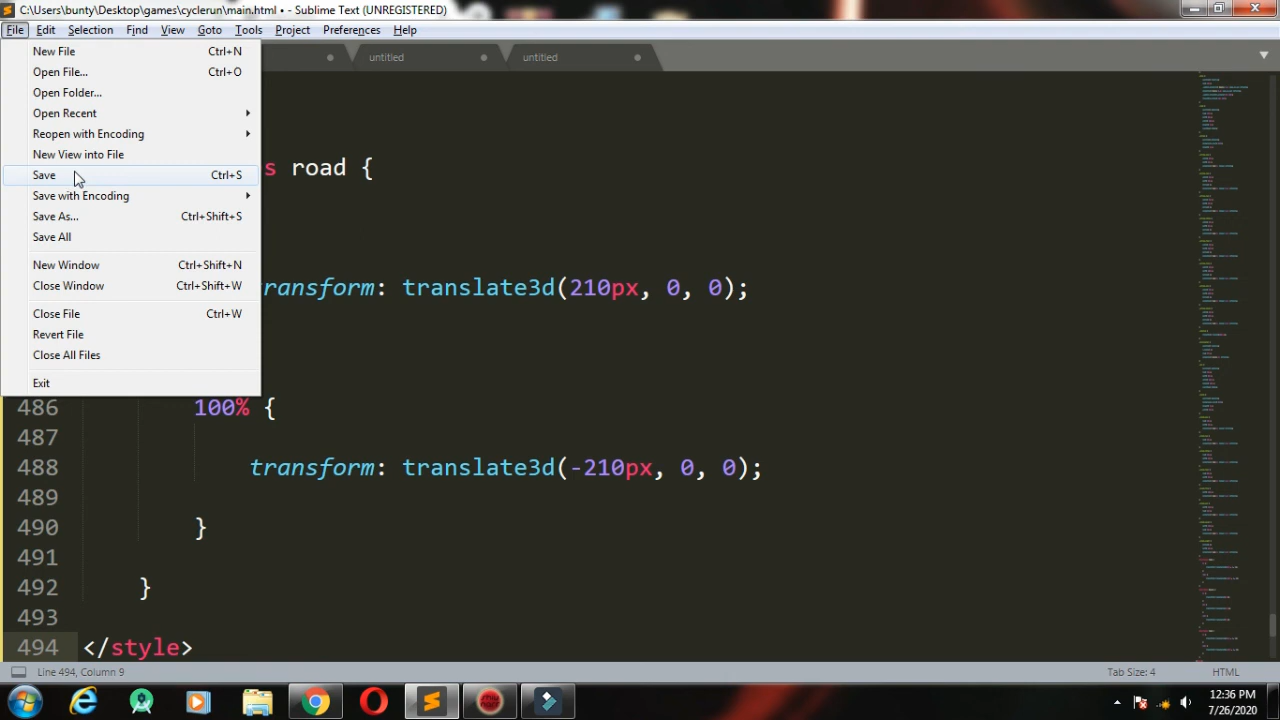 C:\Users\bunty\Desktop\games\cyclerun\main.html • - Sublime Text (UNREGISTERED)
File Edit Selection Find View Goto Tools Project Preferences Help
untitled
untitled
New File Ctrl+N
Open File... Ctrl+O
Open Folder...
Open Recent
Reopen with Encoding
New View into File
Save Ctrl+S
Save with Encoding
Save As... Ctrl+Shift+S
Save All
New Window Ctrl+Shift+N
Close Window Ctrl+Shift+W
Close File Ctrl+W
Revert File
Close All Files
Exit
s road {
ransform: translate3d(210px, 0, 0);
486 100% {
487
488 transform: translate3d(-210px, 0, 0);
489
490 }
491
492 }
493
494 </style>
Line 494, Column 9 Tab Size: 4 HTML
12:36 PM
7/26/2020